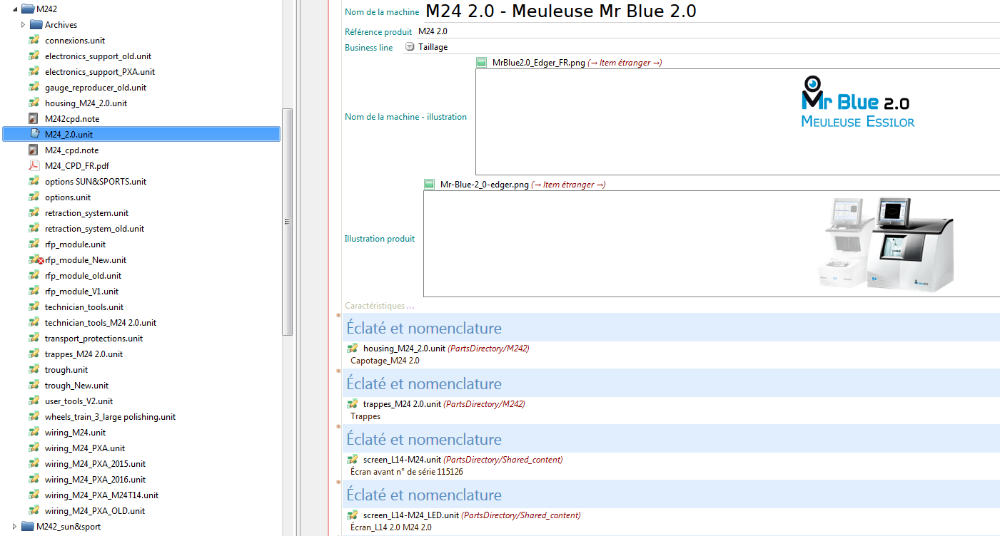 M242
Archives
connexions.unit
electronics_support_old.unit
electronics_support_PXA.unit
gauge_reproducer_old.unit
housing_M24_2.0.unit
M242cpd.note
M24_2.0.unit
M24_cpd.note
M24_CPD_FR.pdf
options SUN&SPORTS.unit
options.unit
retraction_system.unit
retraction_system_old.unit
rfp_module.unit
rfp_module_New.unit
rfp_module_old.unit
rfp_module_V1.unit
technician_tools.unit
technician_tools_M24 2.0.unit
transport_protections.unit
trappes_M24 2.0.unit
trough.unit
trough_New.unit
user_tools_V2.unit
wheels_train_3_large polishing.unit
wiring_M24.unit
wiring_M24_PXA.unit
wiring_M24_PXA_2015.unit
wiring_M24_PXA_2016.unit
wiring_M24_PXA_M24T14.unit
wiring_M24_PXA_OLD.unit
M242_sun&sport
Nom de la machine M24 2.0 - Meuleuse Mr Blue 2.0
Référence produit M24 2.0
Business line Taillage
MrBlue2.0_Edger_FR.png (→ Item étranger →)
Nom de la machine - illustration
Mr Blue 2.0
MEULEUSE ESSILOR
Mr-Blue-2_0-edger.png (→ Item étranger →)
Illustration produit
Mr Blue 2.0
Caractéristiques ...
* Éclaté et nomenclature
housing_M24_2.0.unit (PartsDirectory/M242)
Capotage_M24 2.0
* Éclaté et nomenclature
trappes_M24 2.0.unit (PartsDirectory/M242)
Trappes
* Éclaté et nomenclature
screen_L14-M24.unit (PartsDirectory/Shared_content)
Écran avant n° de série 115126
* Éclaté et nomenclature
screen_L14-M24_LED.unit (PartsDirectory/Shared_content)
Écran_L14 2.0 M24 2.0